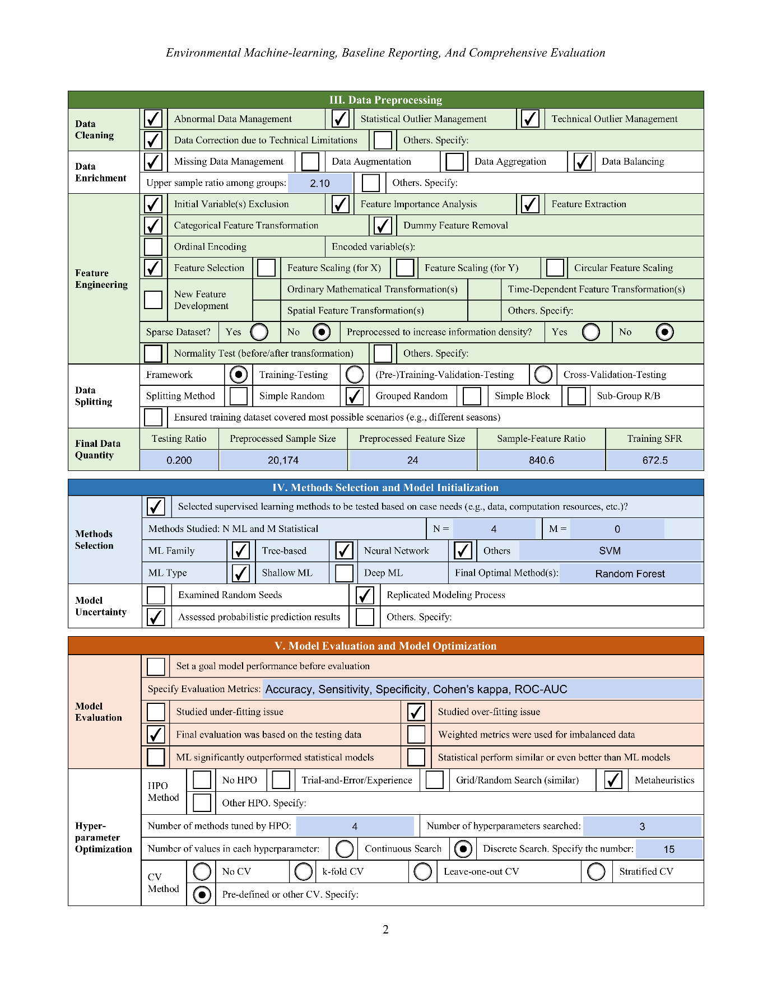 Environmental Machine-learning, Baseline Reporting, And Comprehensive Evaluation
III. Data Preprocessing
Data Cleaning
Abnormal Data Management Statistical Outlier Management Technical Outlier Management
Data Correction due to Technical Limitations Others. Specify:
Data Enrichment
Missing Data Management Data Augmentation Data Aggregation Data Balancing
Upper sample ratio among groups: 2.10 Others. Specify:
Feature Engineering
Initial Variable(s) Exclusion Feature Importance Analysis Feature Extraction
Categorical Feature Transformation Dummy Feature Removal
Ordinal Encoding Encoded variable(s):
Feature Selection Feature Scaling (for X) Feature Scaling (for Y) Circular Feature Scaling
New Feature Development
Ordinary Mathematical Transformation(s) Time-Dependent Feature Transformation(s)
Spatial Feature Transformation(s) Others. Specify:
Sparse Dataset? Yes No Preprocessed to increase information density? Yes No
Normality Test (before/after transformation) Others. Specify:
Data Splitting
Framework Training-Testing (Pre-)Training-Validation-Testing Cross-Validation-Testing
Splitting Method Simple Random Grouped Random Simple Block Sub-Group R/B
Ensured training dataset covered most possible scenarios (e.g., different seasons)
Final Data Quantity
Testing Ratio Preprocessed Sample Size Preprocessed Feature Size Sample-Feature Ratio Training SFR
0.200 20,174 24 840.6 672.5
IV. Methods Selection and Model Initialization
Methods Selection
Selected supervised learning methods to be tested based on case needs (e.g., data, computation resources, etc.)?
Methods Studied: N ML and M Statistical N = 4 M = 0
ML Family Tree-based Neural Network Others SVM
ML Type Shallow ML Deep ML Final Optimal Method(s): Random Forest
Model Uncertainty
Examined Random Seeds Replicated Modeling Process
Assessed probabilistic prediction results Others. Specify:
V. Model Evaluation and Model Optimization
Model Evaluation
Set a goal model performance before evaluation
Specify Evaluation Metrics: Accuracy, Sensitivity, Specificity, Cohen's kappa, ROC-AUC
Studied under-fitting issue Studied over-fitting issue
Final evaluation was based on the testing data Weighted metrics were used for imbalanced data
ML significantly outperformed statistical models Statistical perform similar or even better than ML models
Hyper-parameter Optimization
HPO Method
No HPO Trial-and-Error/Experience Grid/Random Search (similar) Metaheuristics
Other HPO. Specify:
Number of methods tuned by HPO: 4 Number of hyperparameters searched: 3
Number of values in each hyperparameter: Continuous Search Discrete Search. Specify the number: 15
CV Method
No CV k-fold CV Leave-one-out CV Stratified CV
Pre-defined or other CV. Specify:
2